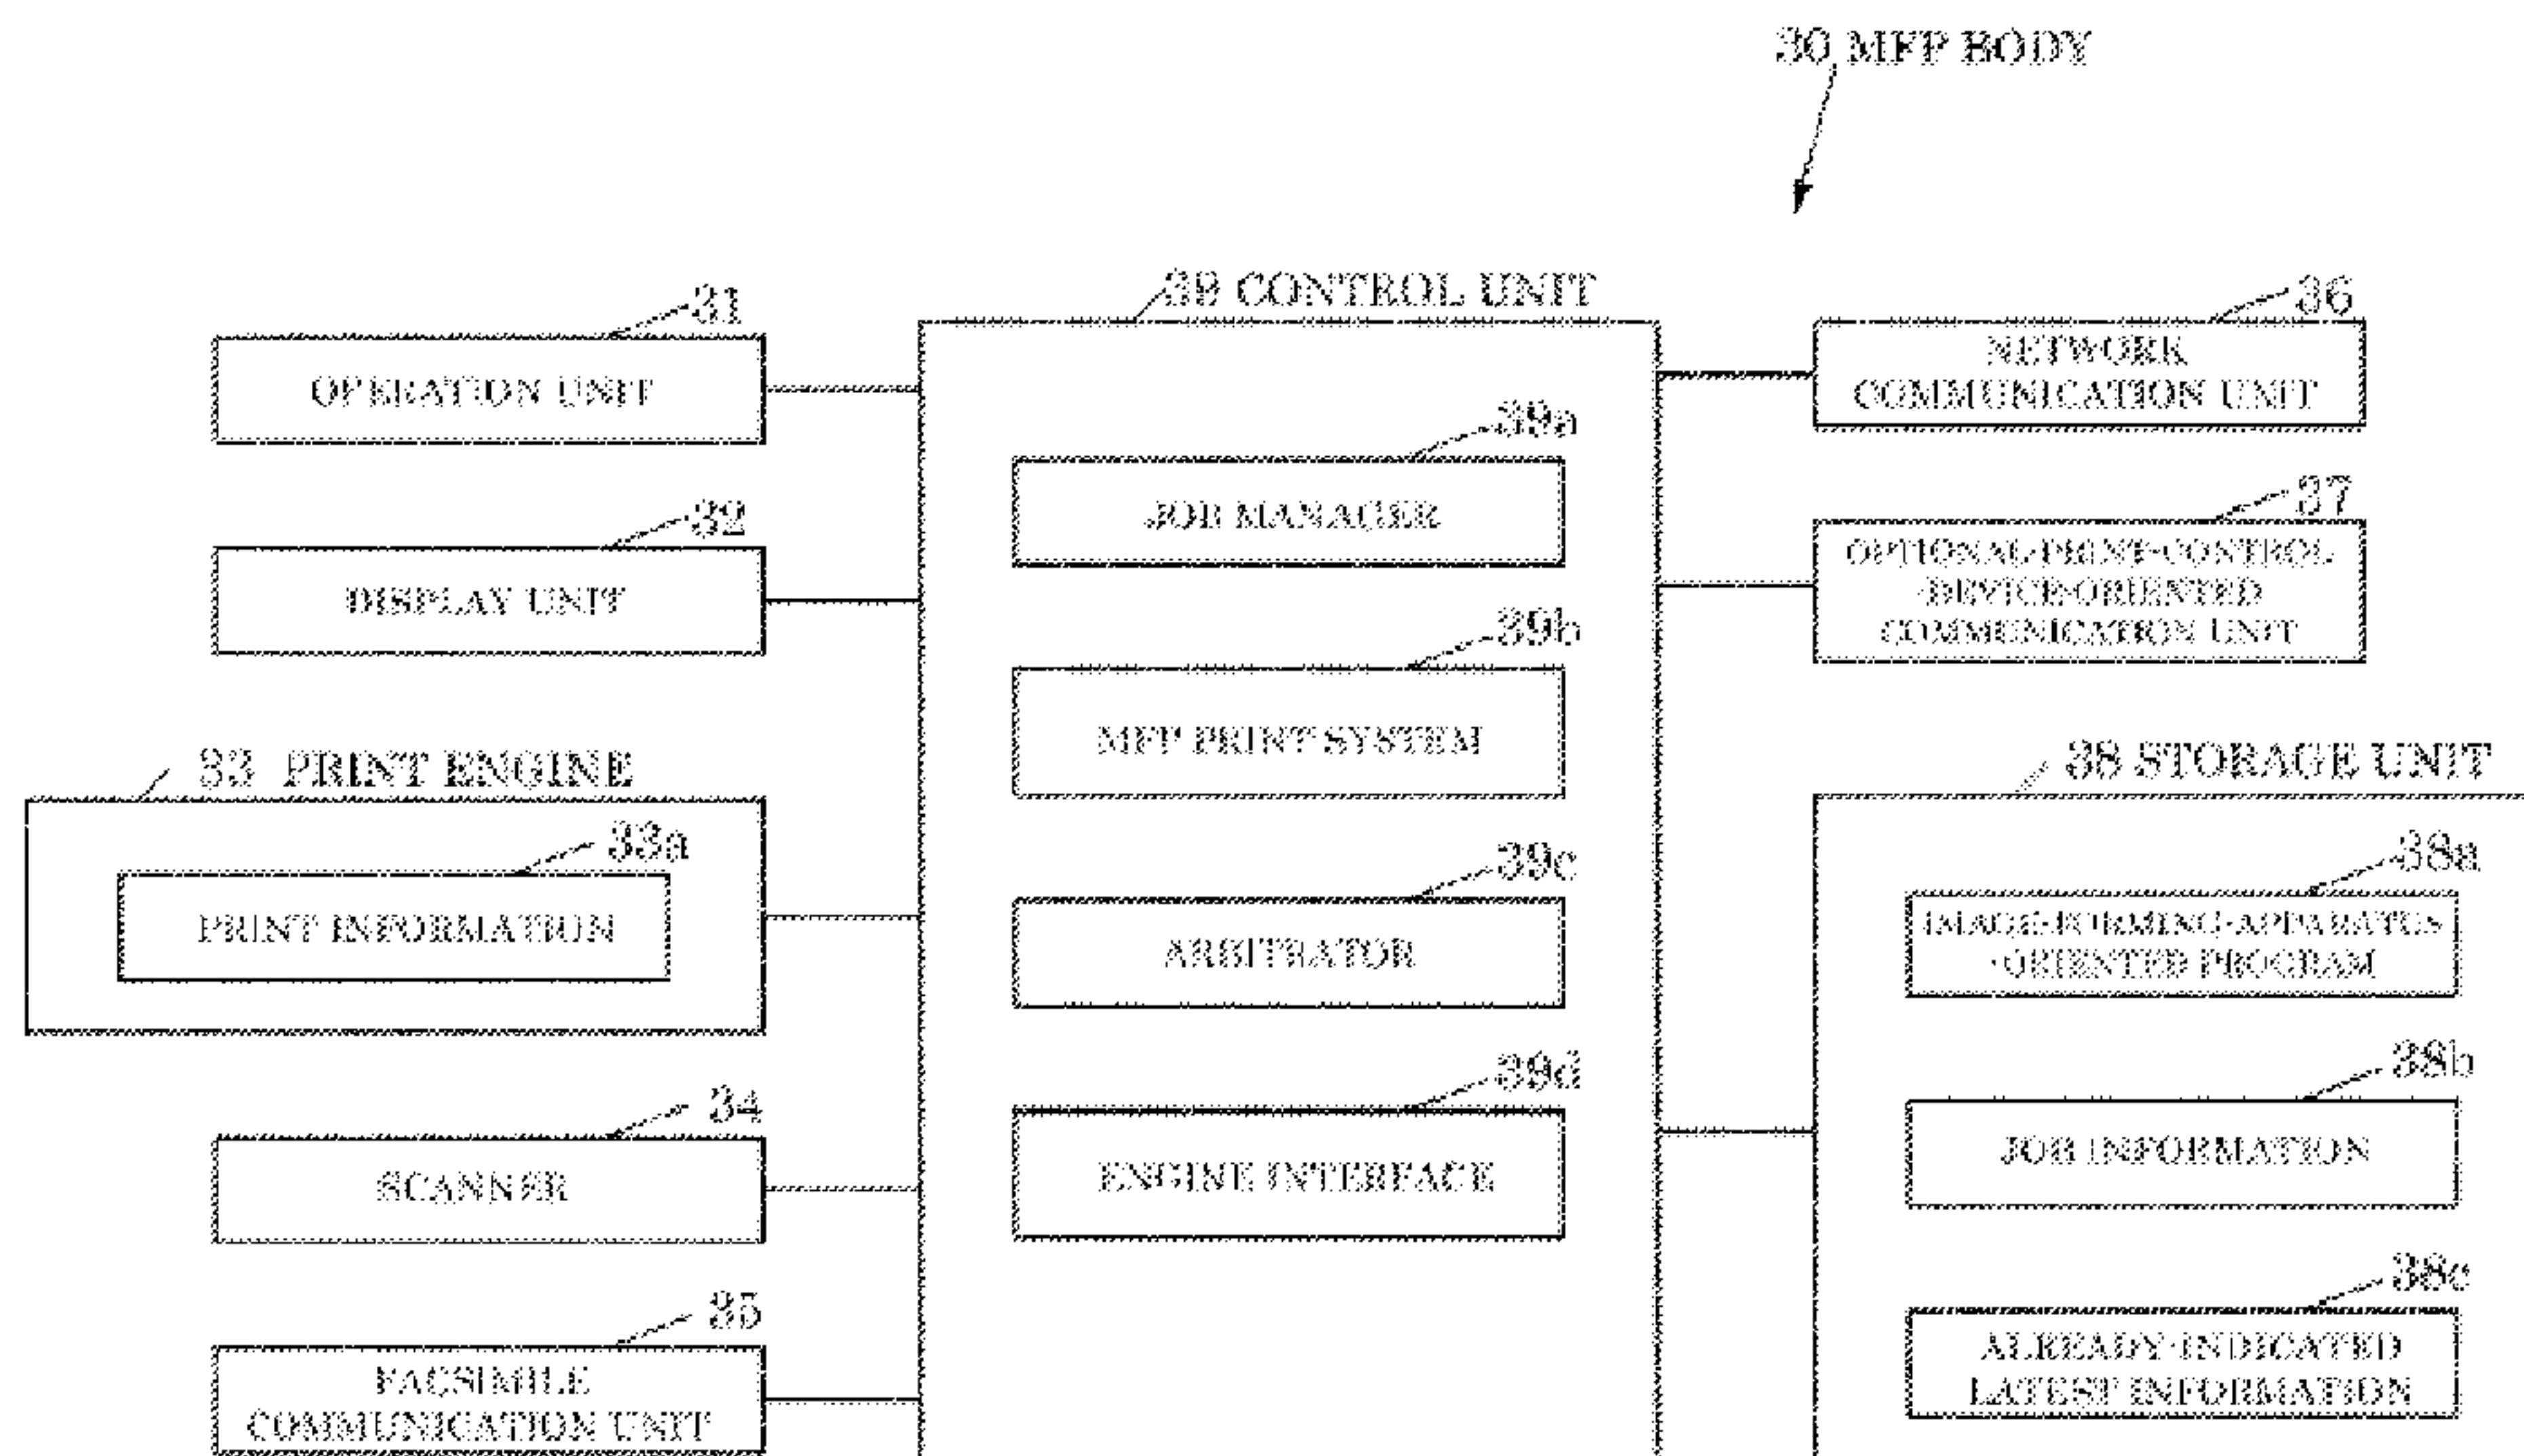 30 MFP BODY
39 CONTROL UNIT
31
OPERATION UNIT
32
DISPLAY UNIT
33 PRINT ENGINE
33a
PRINT INFORMATION
34
SCANNER
35
FACSIMILE
COMMUNICATION UNIT
39a
JOB MANAGER
39b
MFP PRINT SYSTEM
39c
ARBITRATOR
39d
ENGINE INTERFACE
36
NETWORK
COMMUNICATION UNIT
37
OPTIONAL-PRINT-CONTROL
-DEVICE-ORIENTED
COMMUNICATION UNIT
38 STORAGE UNIT
38a
IMAGE-FORMING-APPARATUS
-ORIENTED PROGRAM
38b
JOB INFORMATION
38c
ALREADY-INDICATED
LATEST INFORMATION